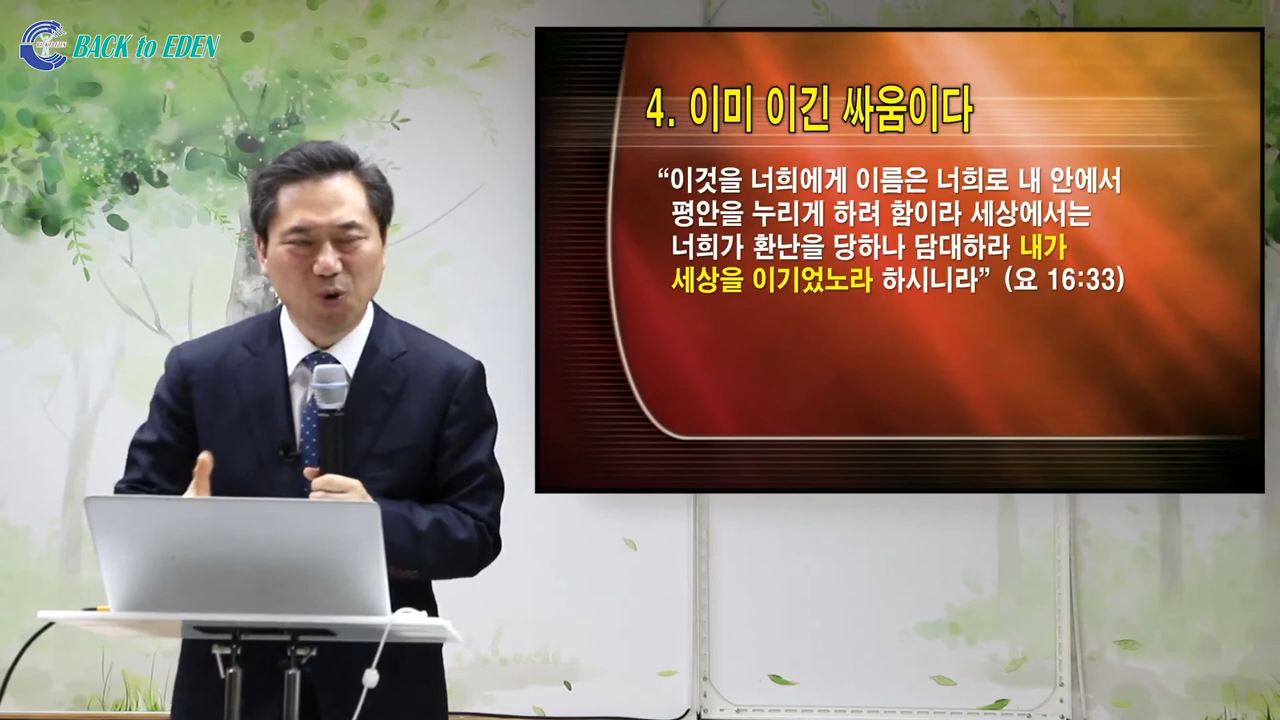 BACK to EDEN
4. 이미 이긴 싸움이다
“이것을 너희에게 이름은 너희로 내 안에서
평안을 누리게 하려 함이라 세상에서는
너희가 환난을 당하나 담대하라 내가
세상을 이기었노라 하시니라” (요 16:33)